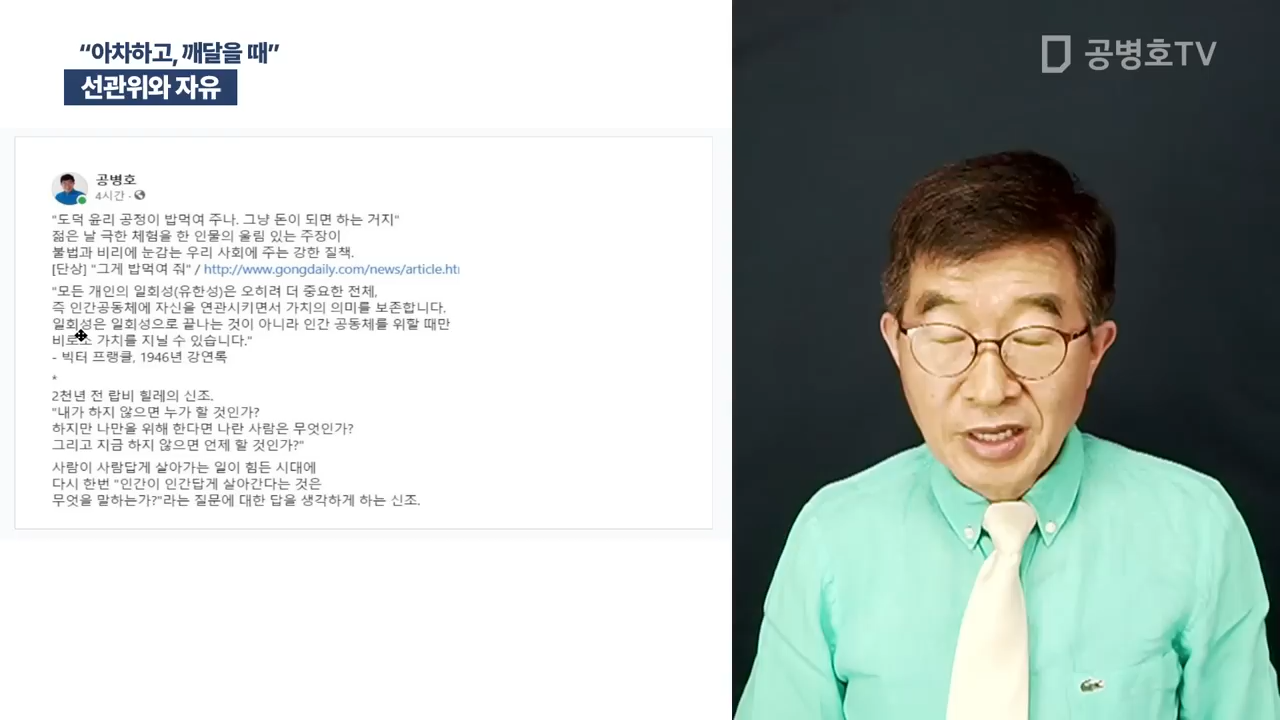 “아차하고, 깨달을 때”
선관위와 자유
공병호TV
공병호
4시간 ·
"도덕 윤리 공정이 밥먹여 주나. 그냥 돈이 되면 하는 거지"
젊은 날 극한 체험을 한 인물의 울림 있는 주장이
불법과 비리에 눈감는 우리 사회에 주는 강한 질책.
[단상] "그게 밥먹여 줘" / http://www.gongdaily.com/news/article.ht
"모든 개인의 일회성(유한성)은 오히려 더 중요한 전체,
즉 인간공동체에 자신을 연관시키면서 가치의 의미를 보존합니다.
일회성은 일회성으로 끝나는 것이 아니라 인간 공동체를 위할 때만
비로소 가치를 지닐 수 있습니다."
- 빅터 프랭클, 1946년 강연록
*
2천년 전 랍비 힐레의 신조.
"내가 하지 않으면 누가 할 것인가?
하지만 나만을 위해 한다면 나란 사람은 무엇인가?
그리고 지금 하지 않으면 언제 할 것인가?"
사람이 사람답게 살아가는 일이 힘든 시대에
다시 한번 "인간이 인간답게 살아간다는 것은
무엇을 말하는가?"라는 질문에 대한 답을 생각하게 하는 신조.